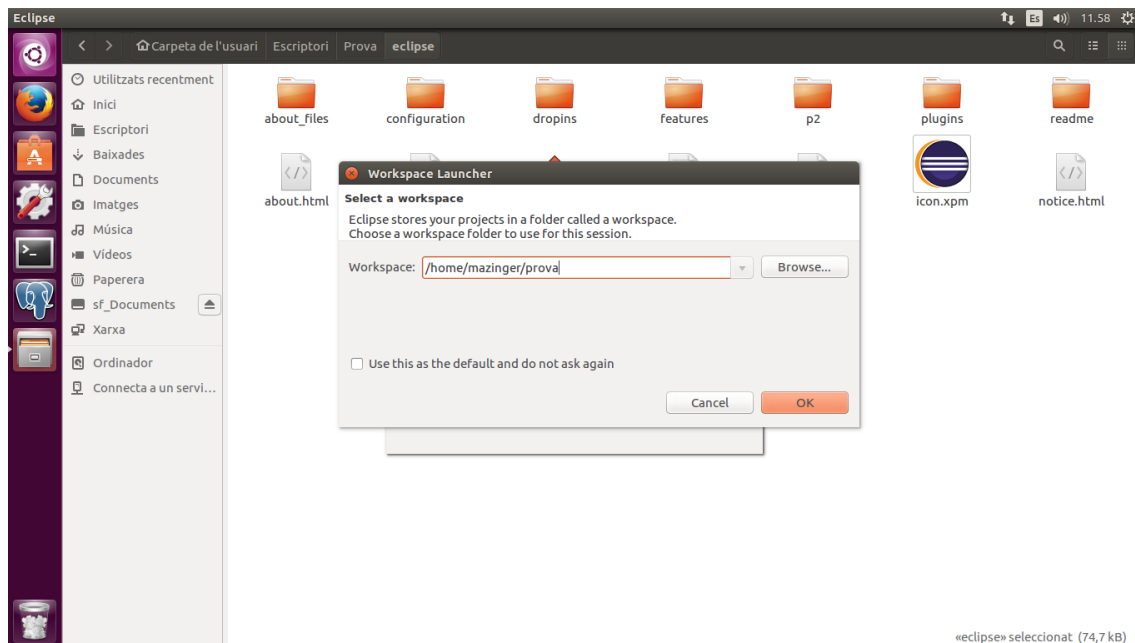 Eclipse
Es
11.58
Carpeta de l'usuari Escriptori Prova eclipse
Utilitzats recentment
Inici
Escriptori
Baixades
Documents
Imatges
Música
Vídeos
Paperera
sf_Documents
Xarxa
Ordinador
Connecta a un servi...
about_files configuration dropins features p2 plugins readme
about.html icon.xpm notice.html
Workspace Launcher
Select a workspace
Eclipse stores your projects in a folder called a workspace.
Choose a workspace folder to use for this session.
Workspace: /home/mazinger/prova Browse...
Use this as the default and do not ask again
Cancel OK
«eclipse» seleccionat (74,7 kB)